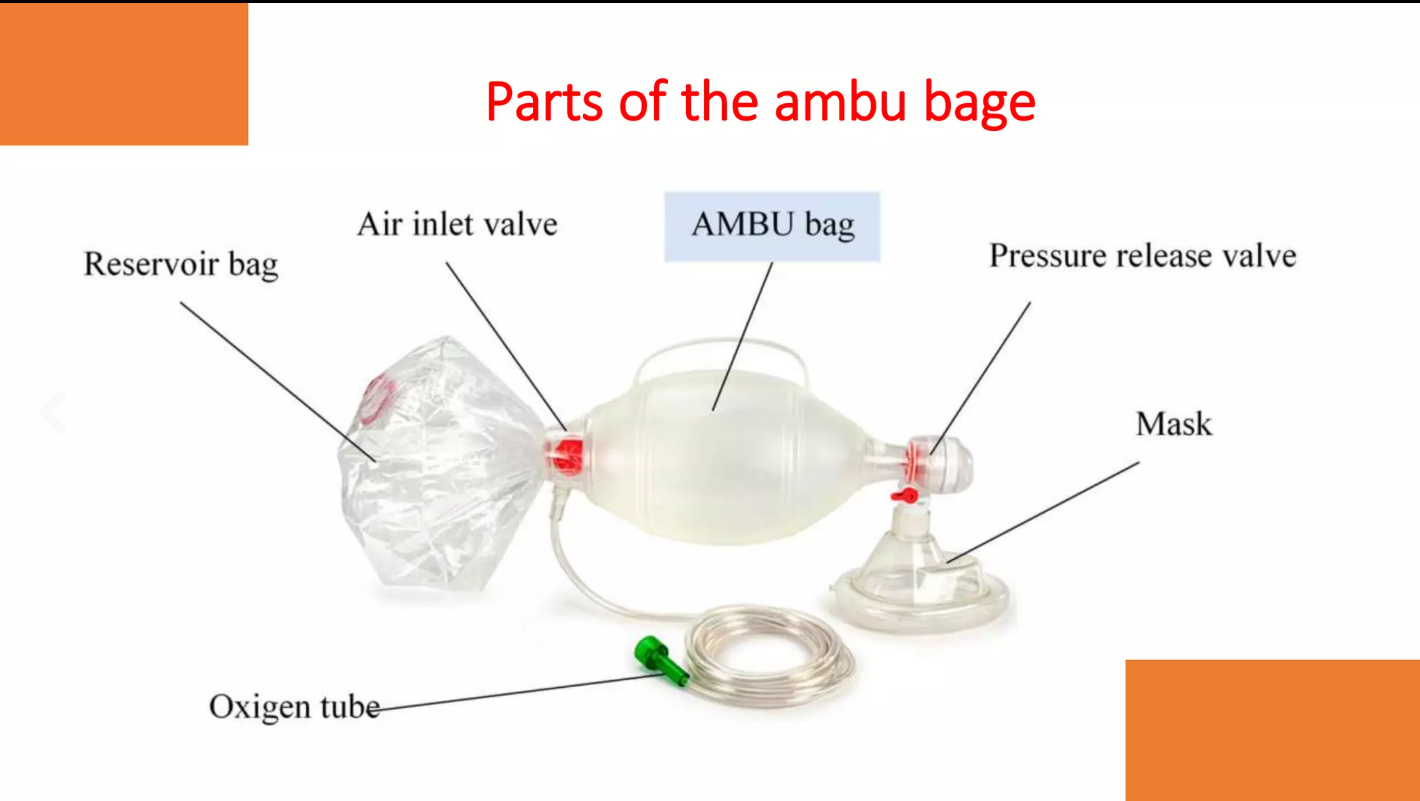 Parts of the ambu bage
Air inlet valve
AMBU bag
Reservoir bag
Pressure release valve
Mask
Oxigen tube